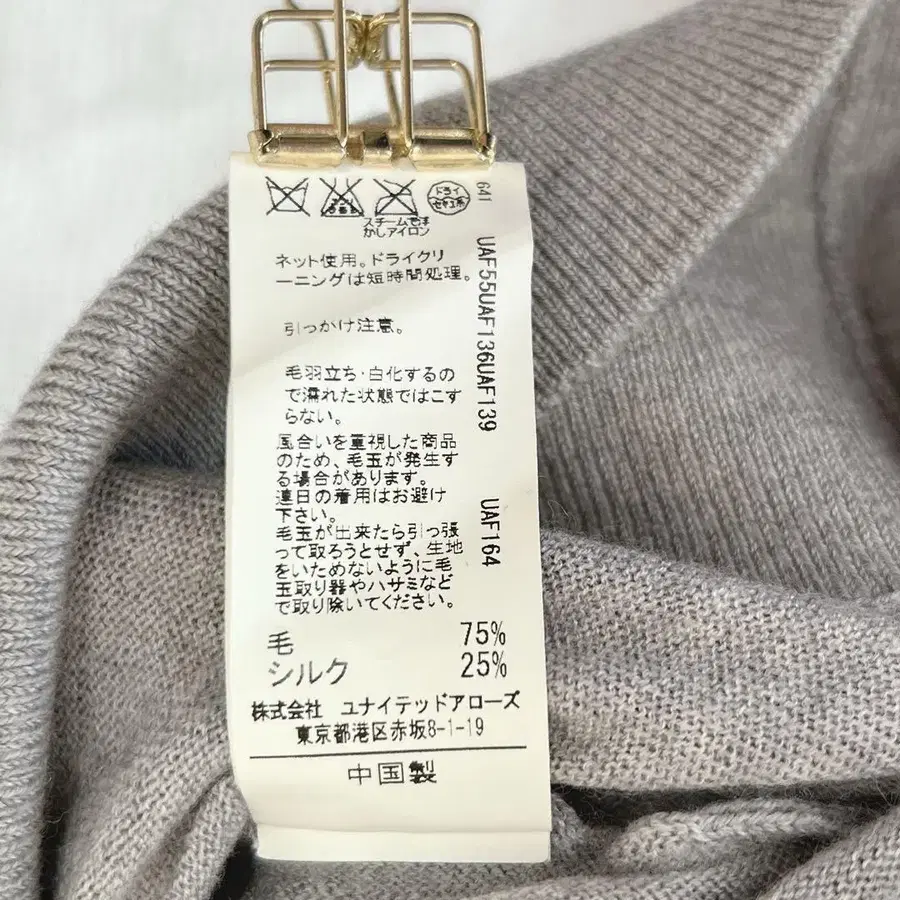 ドライ
セキユ系
641
スチーム又は
かしアイロン
ネット使用。ドライクリ
ーニングは短時間処理。
引っかけ注意。
毛羽立ち・白化するの
で濡れた状態ではこす
らない。
風合いを重視した商品
のため、毛玉が発生す
る場合があります。
連日の着用はお避け
下さい。
毛玉が出来たら引っ張
って取ろうとせず、生地
をいためないように毛
玉取り器やハサミなど
で取り除いてください。
UAF55UAF136UAF139
UAF164
毛 75%
シルク 25%
株式会社 ユナイテッドアローズ
東京都港区赤坂8-1-19
中国製